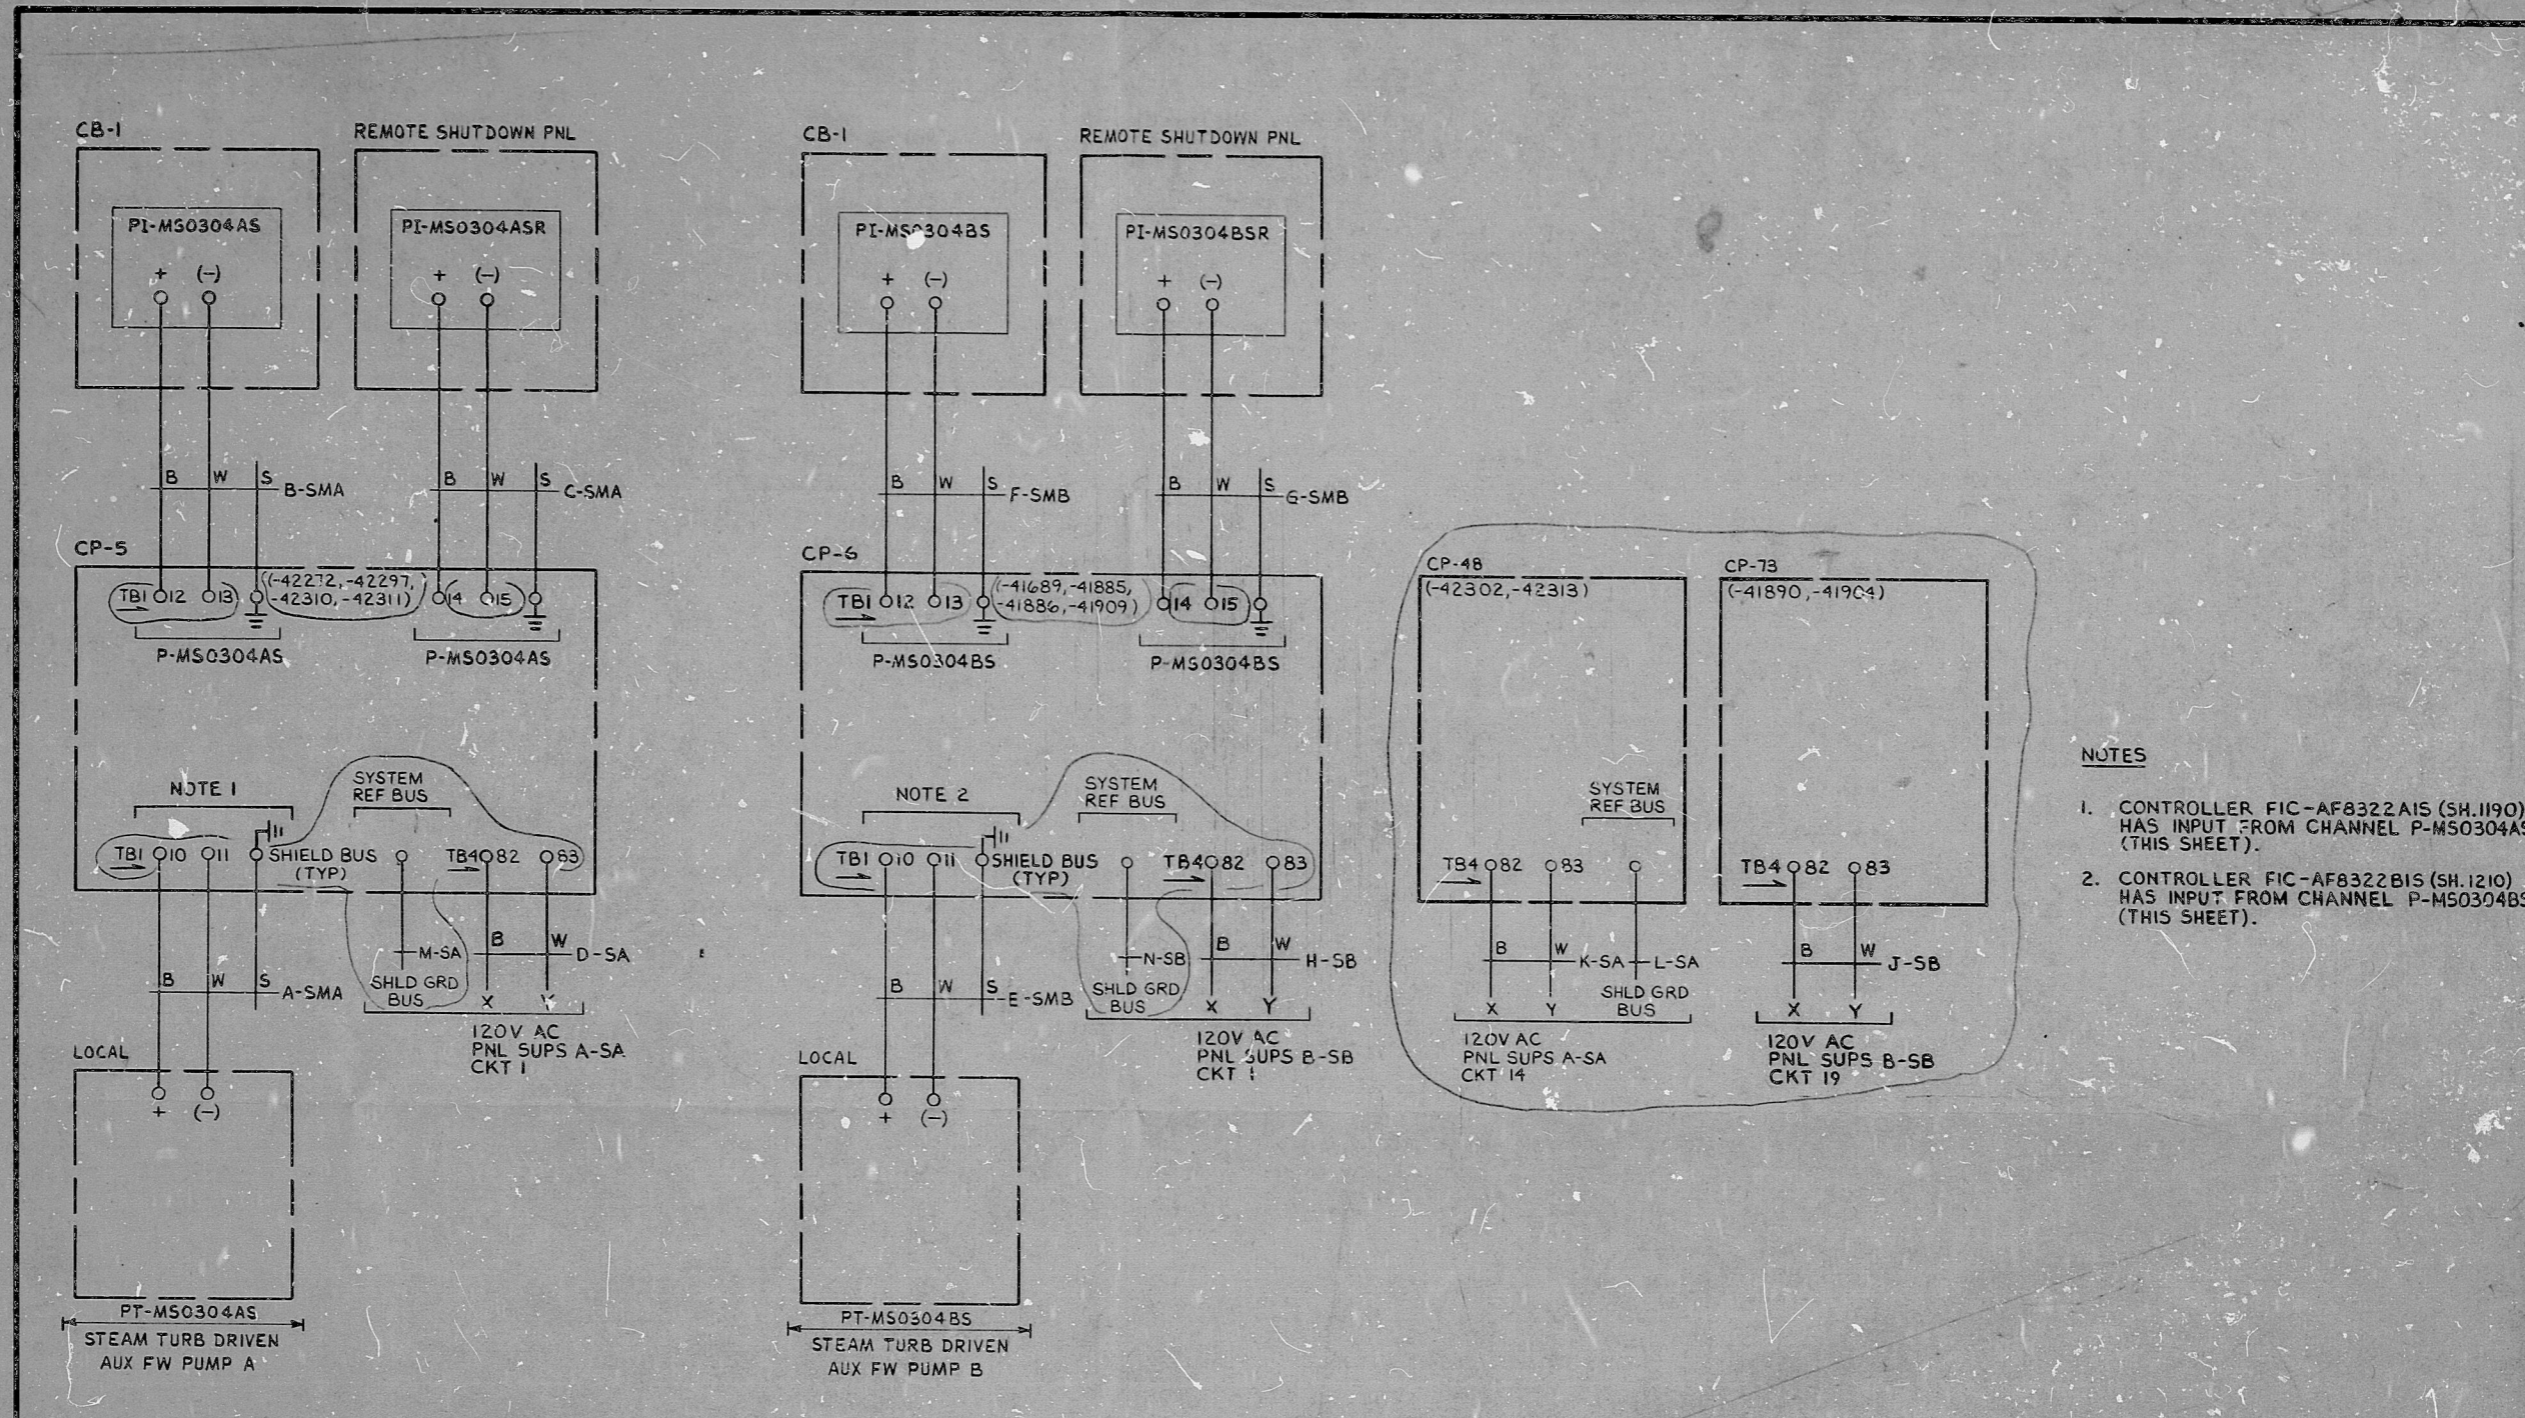 CB-1
REMOTE SHUTDOWN PNL
PI-MS0304AS
+ (-)
PI-MS0304ASR
+ (-)
B W S B-SMA
B W S C-SMA
CP-5
TB1 12 13
(-42272,-42297,
-42310,-42311)
14 15
P-MS0304AS
P-MS0304AS
NOTE 1
SYSTEM
REF BUS
TB1 10 11
SHIELD BUS
(TYP)
TB4 82 83
M-SA
B W D-SA
SHLD GRD
BUS
X Y
B W S A-SMA
120V AC
PNL SUPS A-SA
CKT 1
LOCAL
+ (-)
PT-MS0304AS
STEAM TURB DRIVEN
AUX FW PUMP A
CB-1
REMOTE SHUTDOWN PNL
PI-MS0304BS
+ (-)
PI-MS0304BSR
+ (-)
B W S F-SMB
B W S G-SMB
CP-6
TB1 12 13
(-41689,-41885,
-41886,-41909)
14 15
P-MS0304BS
P-MS0304BS
NOTE 2
SYSTEM
REF BUS
TB1 10 11
SHIELD BUS
(TYP)
TB4 82 83
N-SB
B W H-SB
SHLD GRD
BUS
X Y
B W S E-SMB
120V AC
PNL SUPS B-SB
CKT 1
LOCAL
+ (-)
PT-MS0304BS
STEAM TURB DRIVEN
AUX FW PUMP B
CP-48
(-42302,-42313)
SYSTEM
REF BUS
TB4 82 83
B W K-SA L-SA
SHLD GRD
BUS
X Y
120V AC
PNL SUPS A-SA
CKT 14
CP-73
(-41890,-41904)
TB4 82 83
B W J-SB
X Y
120V AC
PNL SUPS B-SB
CKT 19
NOTES
1. CONTROLLER FIC-AF8322A1S (SH.1190)
HAS INPUT FROM CHANNEL P-MS0304AS
(THIS SHEET).
2. CONTROLLER FIC-AF8322B1S (SH.1210)
HAS INPUT FROM CHANNEL P-MS0304BS
(THIS SHEET).